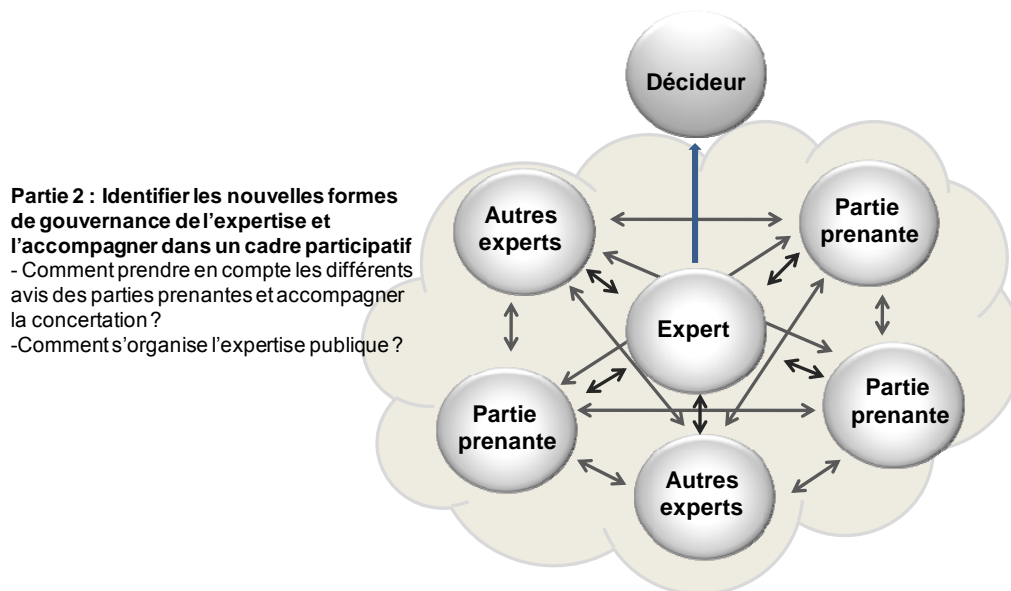 Décideur
Partie 2 : Identifier les nouvelles formes
de gouvernance de l'expertise et
l'accompagner dans un cadre participatif
- Comment prendre en compte les différents
avis des parties prenantes et accompagner
la concertation ?
-Comment s'organise l'expertise publique ?
Autres
experts
Partie
prenante
Expert
Partie
prenante
Partie
prenante
Autres
experts